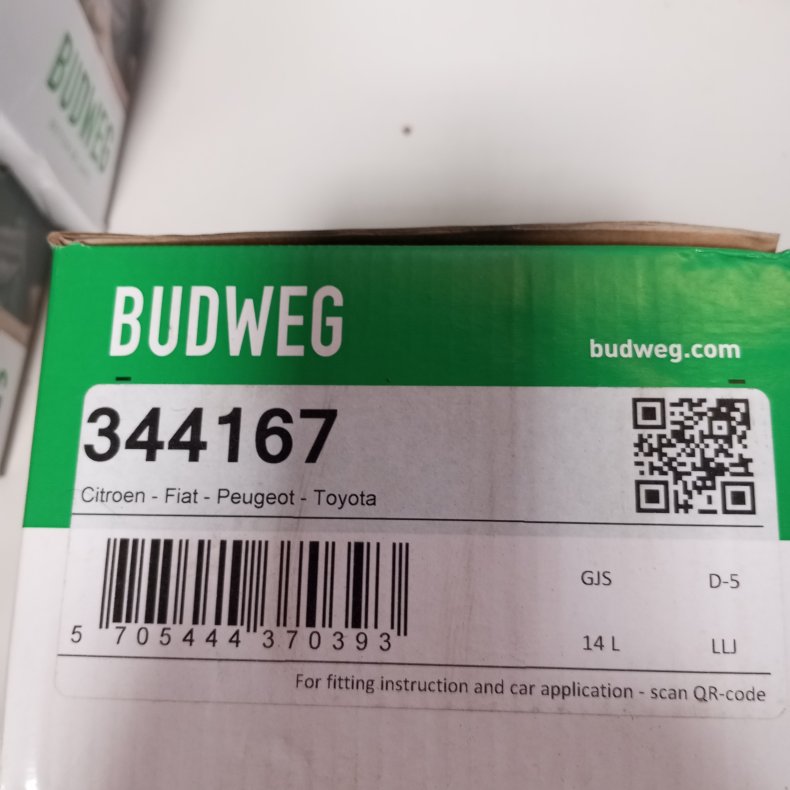 BUDWEG
BUDWEG
budweg.com
344167
Citroen - Fiat - Peugeot - Toyota
GJS D-5
5 705444 370393
14 L LLJ
For fitting instruction and car application - scan QR-code